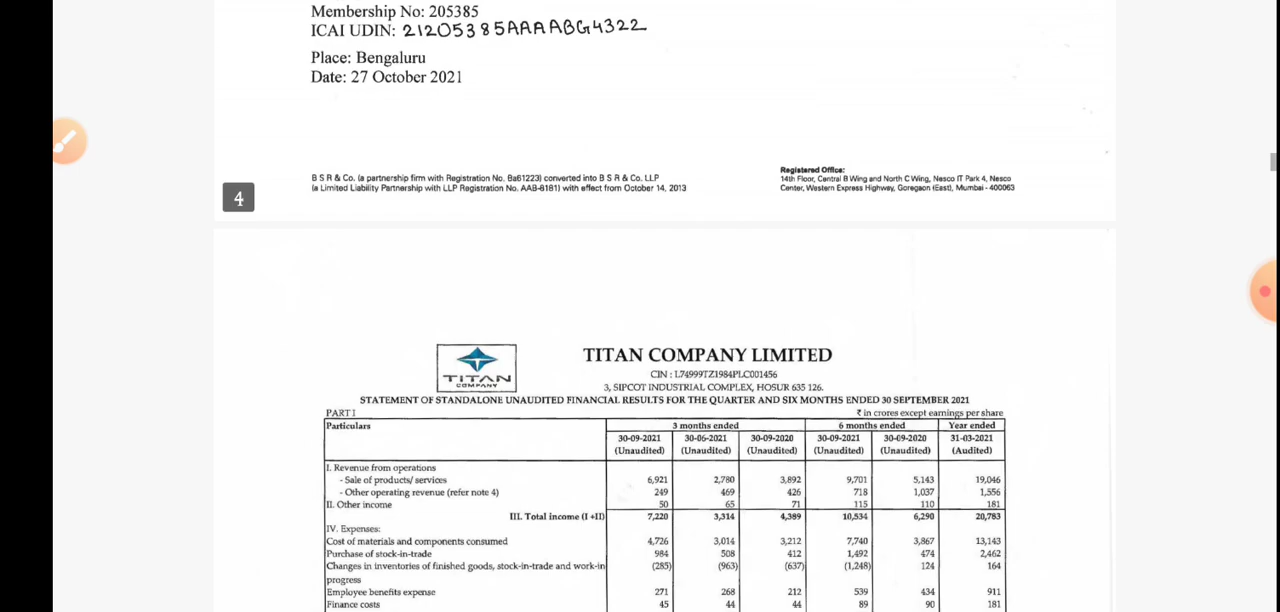 Membership No: 205385
ICAI UDIN: 21205385AAAABG4322
Place: Bengaluru
Date: 27 October 2021
B S R & Co. (a partnership firm with Registration No. Ba61223) converted into B S R & Co. LLP
(a Limited Liability Partnership with LLP Registration No. AAB-8181) with effect from October 14, 2013
Registered Office:
14th Floor, Central B Wing and North C Wing, Nesco IT Park 4, Nesco
Center, Western Express Highway, Goregaon (East), Mumbai - 400063
4
TITAN
COMPANY
TITAN COMPANY LIMITED
CIN : L74999TZ1984PLC001456
3, SIPCOT INDUSTRIAL COMPLEX, HOSUR 635 126.
STATEMENT OF STANDALONE UNAUDITED FINANCIAL RESULTS FOR THE QUARTER AND SIX MONTHS ENDED 30 SEPTEMBER 2021
PART I ₹ in crores except earnings per share
Particulars 3 months ended 6 months ended Year ended
30-09-2021 30-06-2021 30-09-2020 30-09-2021 30-09-2020 31-03-2021
(Unaudited) (Unaudited) (Unaudited) (Unaudited) (Unaudited) (Audited)
I. Revenue from operations
- Sale of products/ services 6,921 2,780 3,892 9,701 5,143 19,046
- Other operating revenue (refer note 4) 249 469 426 718 1,037 1,556
II. Other income 50 65 71 115 110 181
III. Total income (I +II) 7,220 3,314 4,389 10,534 6,290 20,783
IV. Expenses:
Cost of materials and components consumed 4,726 3,014 3,212 7,740 3,867 13,143
Purchase of stock-in-trade 984 508 412 1,492 474 2,462
Changes in inventories of finished goods, stock-in-trade and work-in (285) (963) (637) (1,248) 124 164
progress
Employee benefits expense 271 268 212 539 434 911
Finance costs 45 44 44 89 90 181